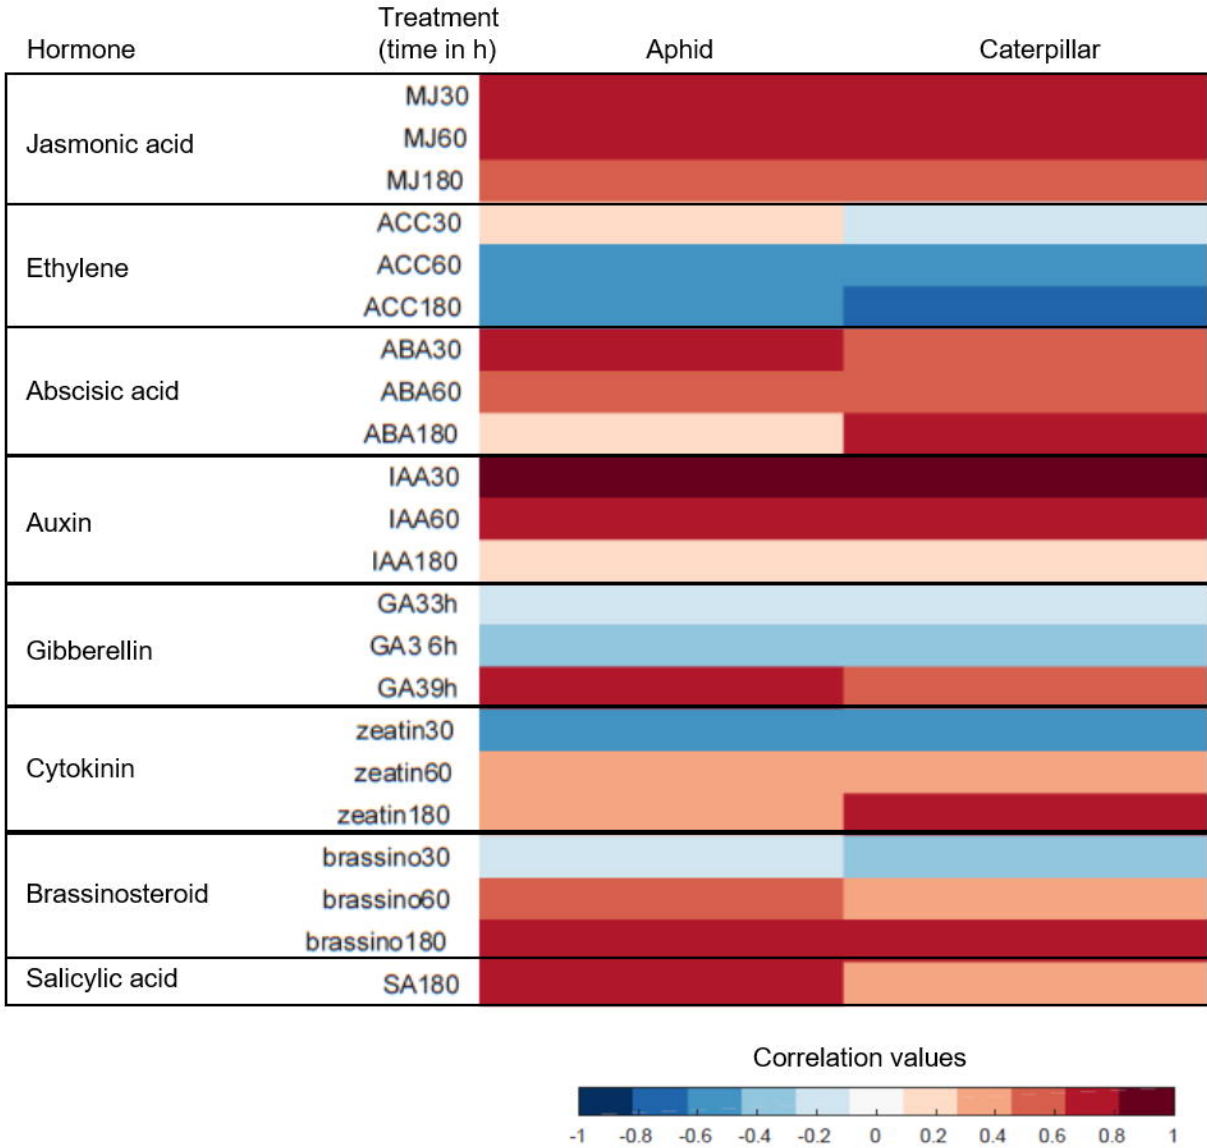 Hormone Treatment (time in h) Aphid Caterpillar
Jasmonic acid
MJ30
MJ60
MJ180
Ethylene
ACC30
ACC60
ACC180
Abscisic acid
ABA30
ABA60
ABA180
Auxin
IAA30
IAA60
IAA180
Gibberellin
GA33h
GA3 6h
GA39h
Cytokinin
zeatin30
zeatin60
zeatin180
Brassinosteroid
brassino30
brassino60
brassino180
Salicylic acid
SA180
Correlation values
-1 -0.8 -0.6 -0.4 -0.2 0 0.2 0.4 0.6 0.8 1